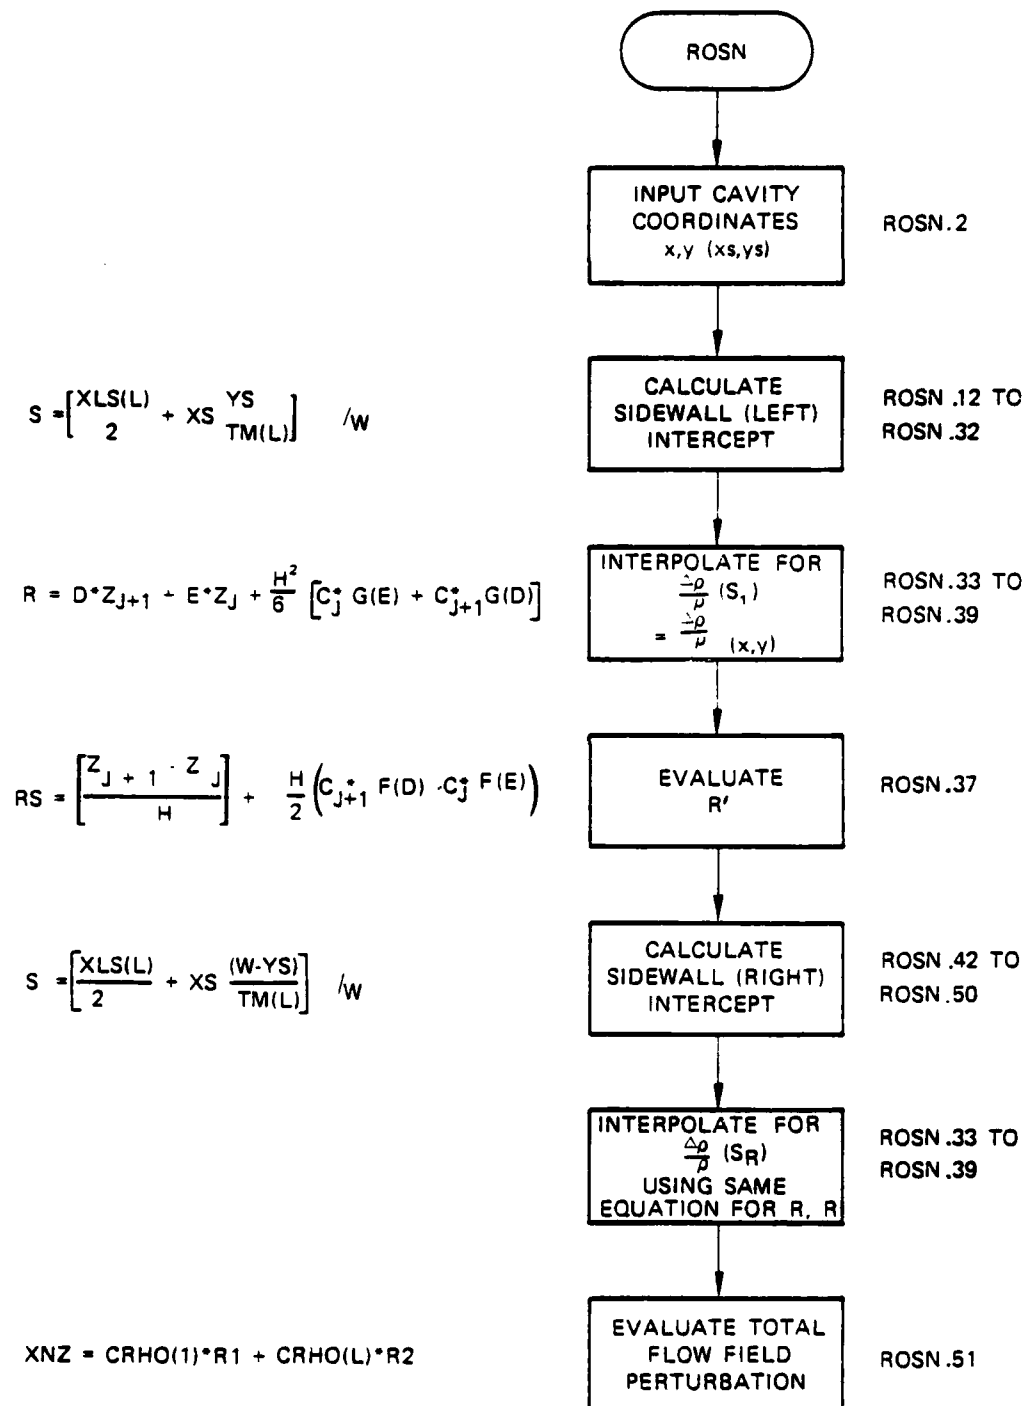 ROSN
INPUT CAVITY
COORDINATES
x,y (xs,ys)
ROSN.2
S = [XLS(L)/2 + XS YS/TM(L)] /W
CALCULATE
SIDEWALL (LEFT)
INTERCEPT
ROSN .12 TO
ROSN .32
R = D*Z_{J+1} + E*Z_J + H²/6 [C*_J G(E) + C*_{J+1} G(D)]
INTERPOLATE FOR
Δρ/ρ (S₁)
= Δρ/ρ (x,y)
ROSN.33 TO
ROSN.39
RS = [Z_{J + 1} - Z_J / H] + H/2 (C*_{J+1} F(D) - C*_J F(E))
EVALUATE
R'
ROSN.37
S = [XLS(L)/2 + XS (W-YS)/TM(L)] /W
CALCULATE
SIDEWALL (RIGHT)
INTERCEPT
ROSN .42 TO
ROSN .50
INTERPOLATE FOR
Δρ/ρ (S_R)
USING SAME
EQUATION FOR R, R
ROSN .33 TO
ROSN .39
XNZ = CRHO(1)*R1 + CRHO(L)*R2
EVALUATE TOTAL
FLOW FIELD
PERTURBATION
ROSN.51